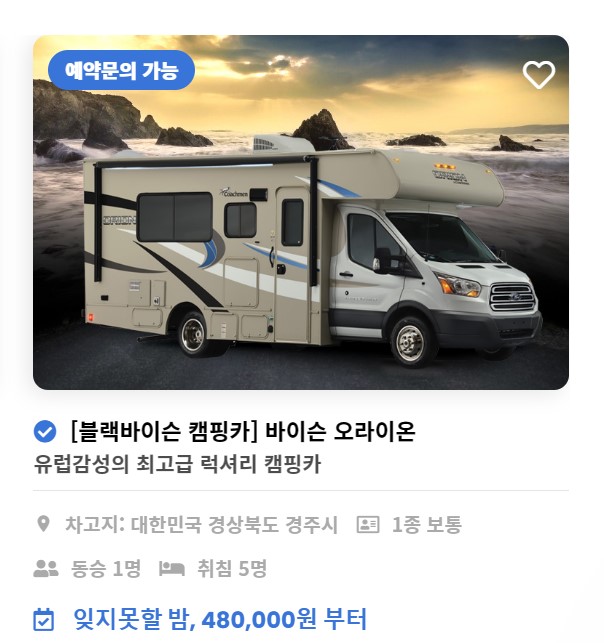 예약문의 가능
Coachmen
[블랙바이슨 캠핑카] 바이슨 오라이온
유럽감성의 최고급 럭셔리 캠핑카
차고지: 대한민국 경상북도 경주시 1종 보통
동승 1명 취침 5명
잊지못할 밤, 480,000원 부터